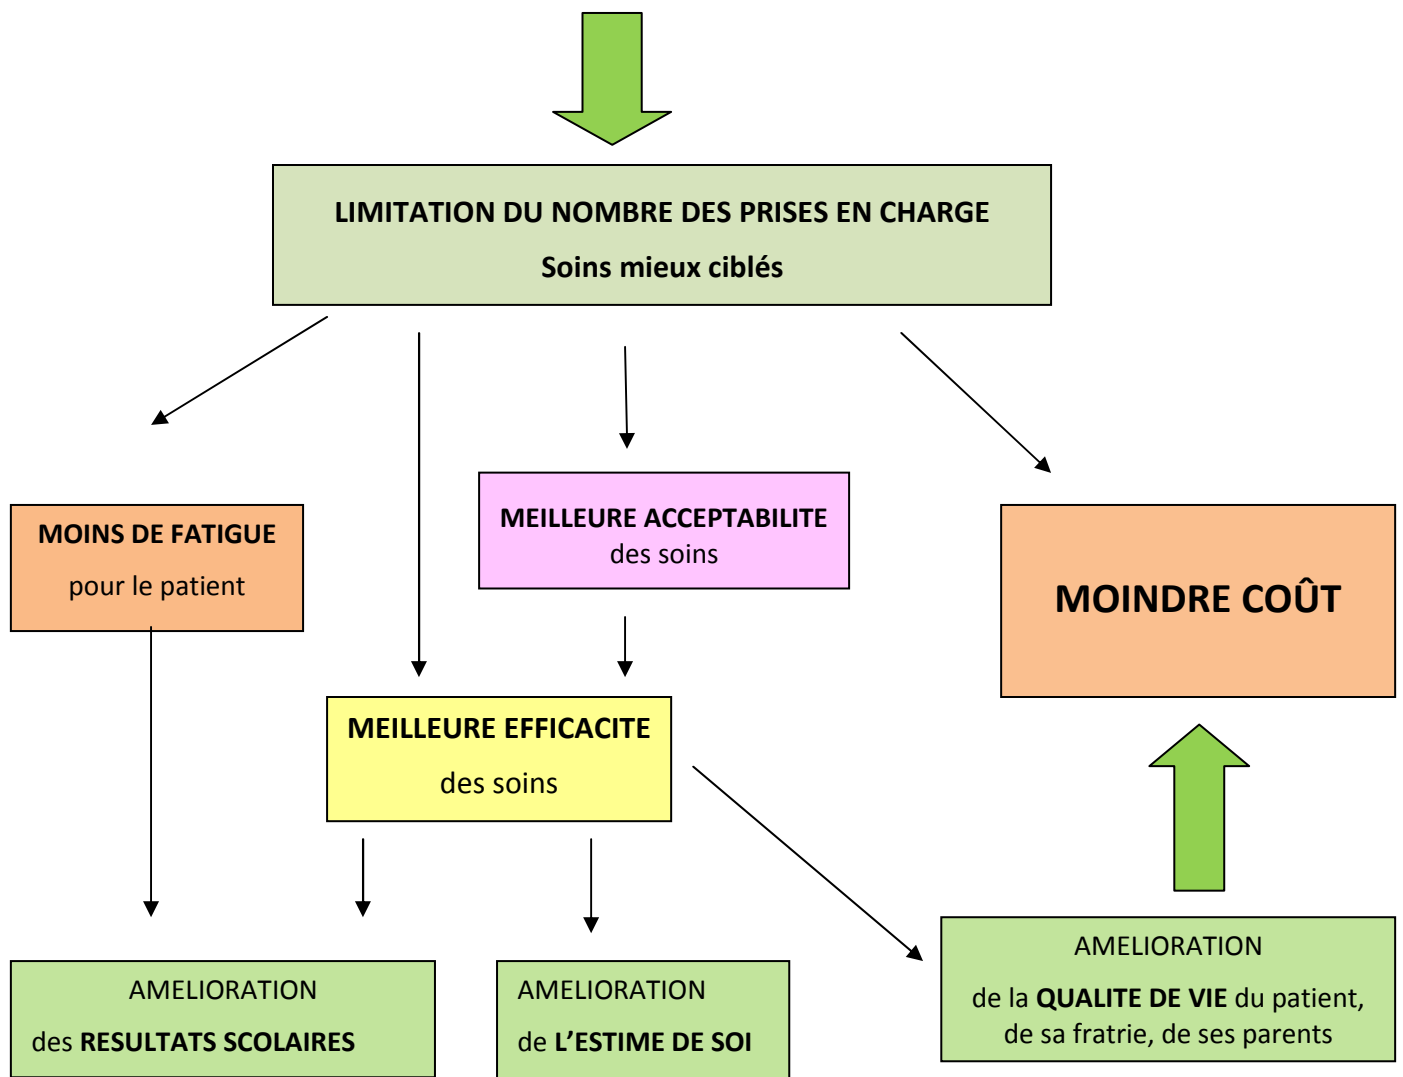 LIMITATION DU NOMBRE DES PRISES EN CHARGE
Soins mieux ciblés
MOINS DE FATIGUE
pour le patient
MEILLEURE ACCEPTABILITE
des soins
MOINDRE COÛT
MEILLEURE EFFICACITE
des soins
AMELIORATION
des RESULTATS SCOLAIRES
AMELIORATION
de L'ESTIME DE SOI
AMELIORATION
de la QUALITE DE VIE du patient,
de sa fratrie, de ses parents